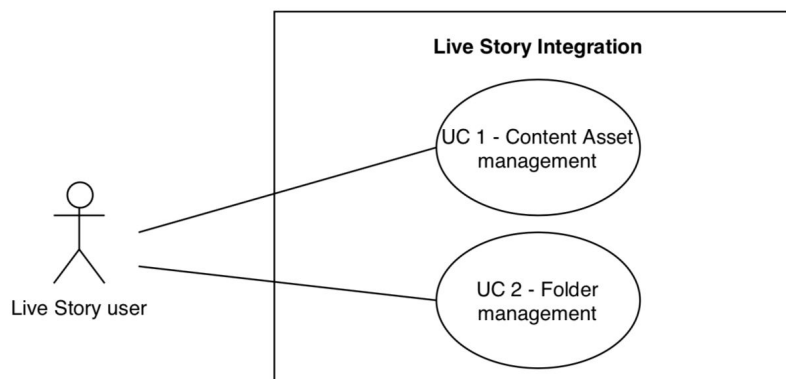 Live Story Integration
UC 1 - Content Asset
management
UC 2 - Folder
management
Live Story user